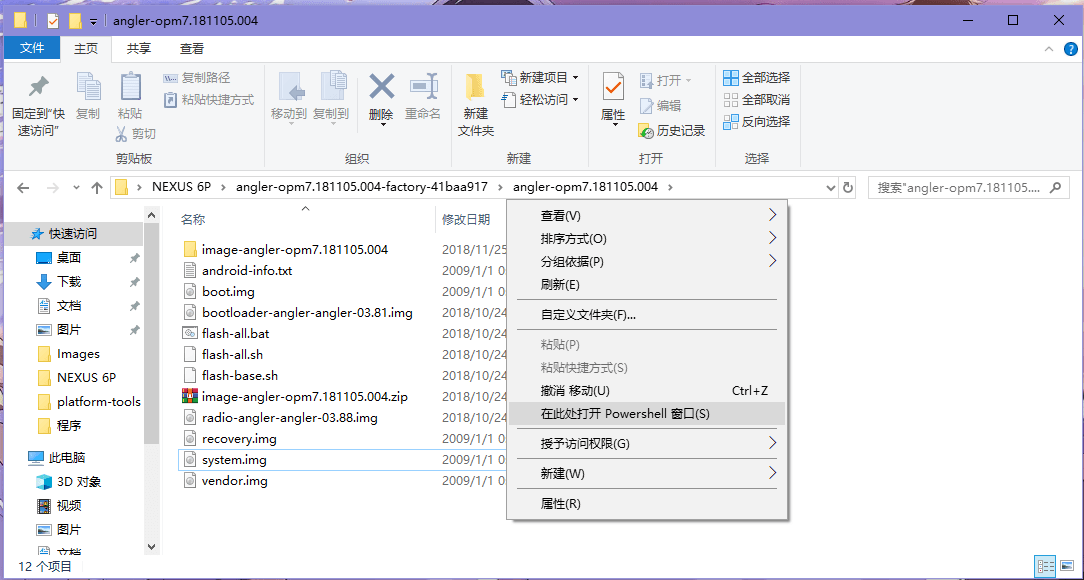 angler-opm7.181105.004
文件 主页 共享 查看
固定到"快速访问"
复制
粘贴
复制路径
粘贴快捷方式
剪切
剪贴板
移动到
复制到
删除
重命名
组织
新建文件夹
新建项目
轻松访问
新建
属性
打开
编辑
历史记录
打开
全部选择
全部取消
反向选择
选择
NEXUS 6P › angler-opm7.181105.004-factory-41baa917 › angler-opm7.181105.004 ›
搜索"angler-opm7.181105....
快速访问
桌面
下载
文档
图片
Images
NEXUS 6P
platform-tools
程序
此电脑
3D 对象
视频
图片
文档
名称 修改日期
image-angler-opm7.181105.004 2018/11/25
android-info.txt 2009/1/1 0
boot.img 2009/1/1 0
bootloader-angler-angler-03.81.img 2018/10/24
flash-all.bat 2018/10/24
flash-all.sh 2018/10/24
flash-base.sh 2018/10/24
image-angler-opm7.181105.004.zip 2018/10/24
radio-angler-angler-03.88.img 2018/10/24
recovery.img 2009/1/1 0
system.img 2009/1/1 0
vendor.img 2009/1/1 0
查看(V)
排序方式(O)
分组依据(P)
刷新(E)
自定义文件夹(F)...
粘贴(P)
粘贴快捷方式(S)
撤消 移动(U) Ctrl+Z
在此处打开 Powershell 窗口(S)
授予访问权限(G)
新建(W)
属性(R)
12 个项目